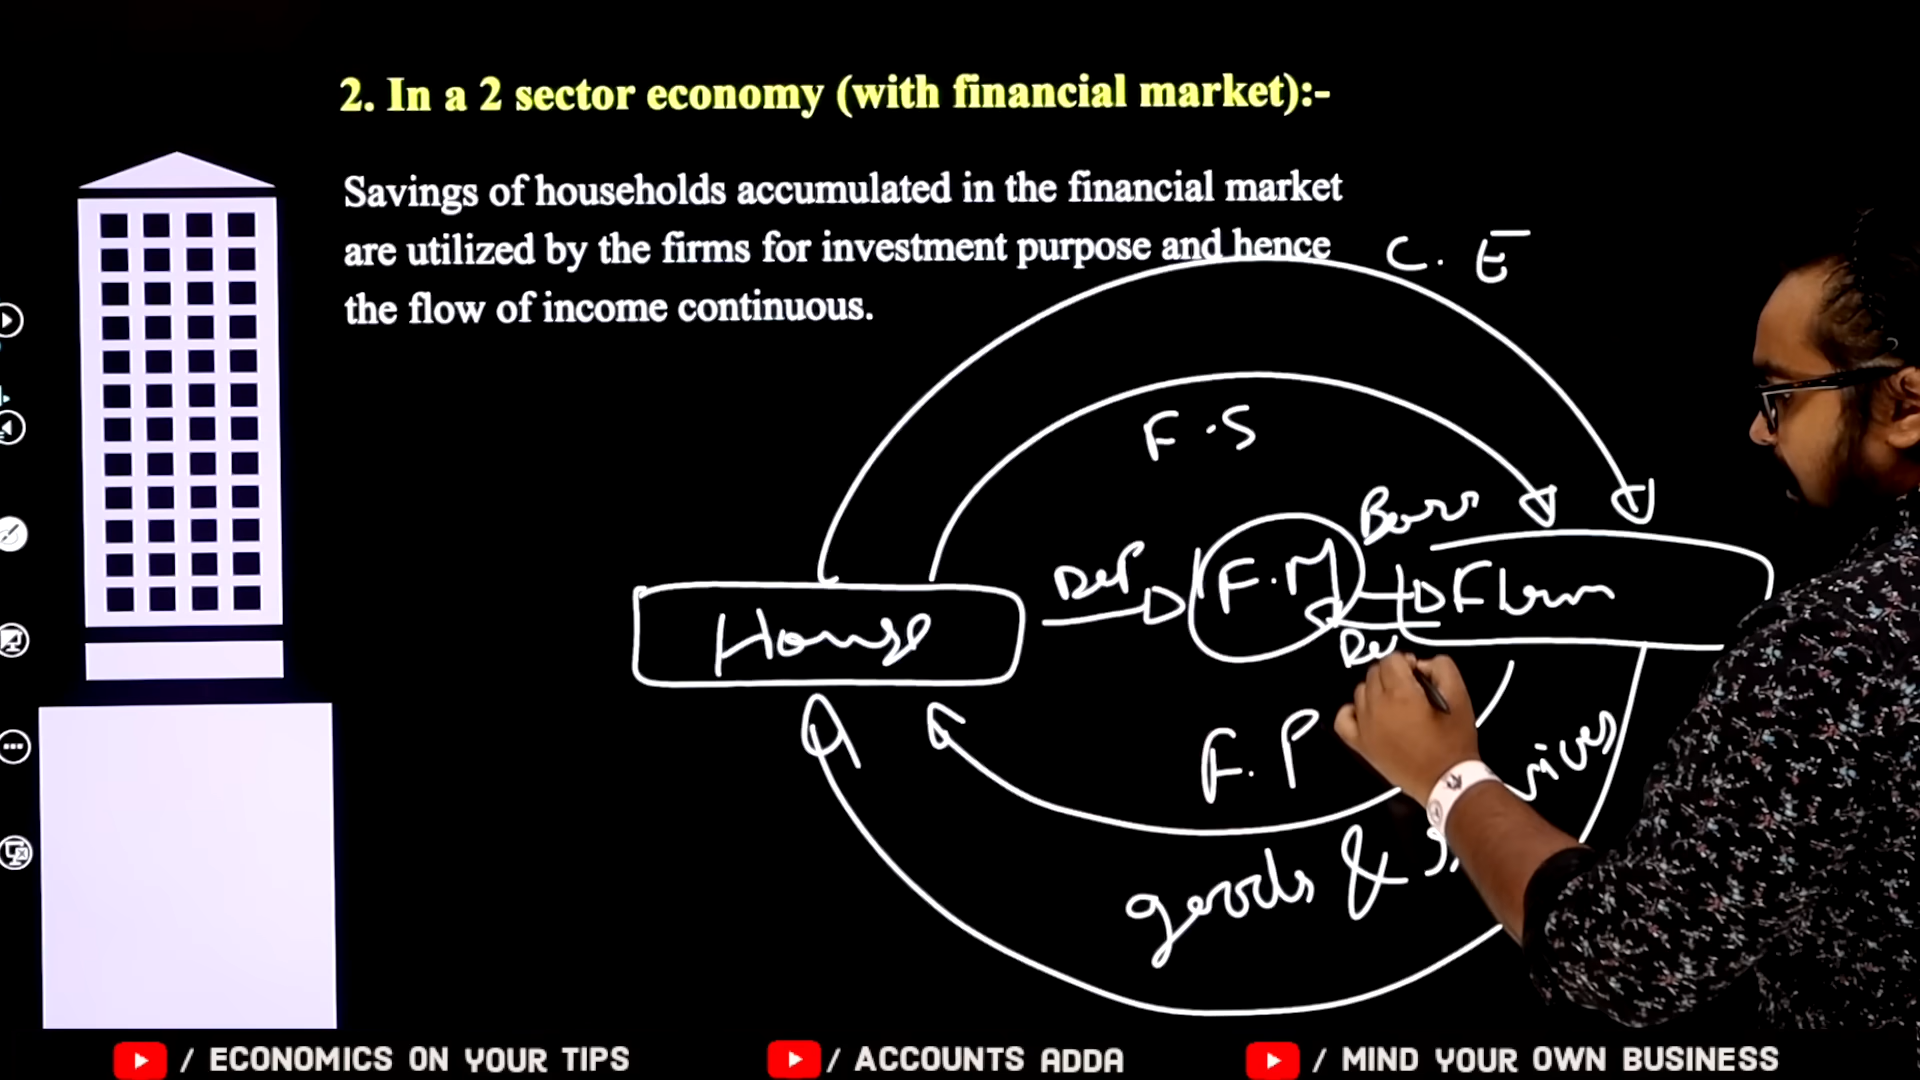 2. In a 2 sector economy (with financial market):-
Savings of households accumulated in the financial market
are utilized by the firms for investment purpose and hence
the flow of income continuous.
C. E
F.S
House
Dep
F.M
F.P
goods &
/ ECONOMICS ON YOUR TIPS
/ ACCOUNTS ADDA
/ MIND YOUR OWN BUSINESS